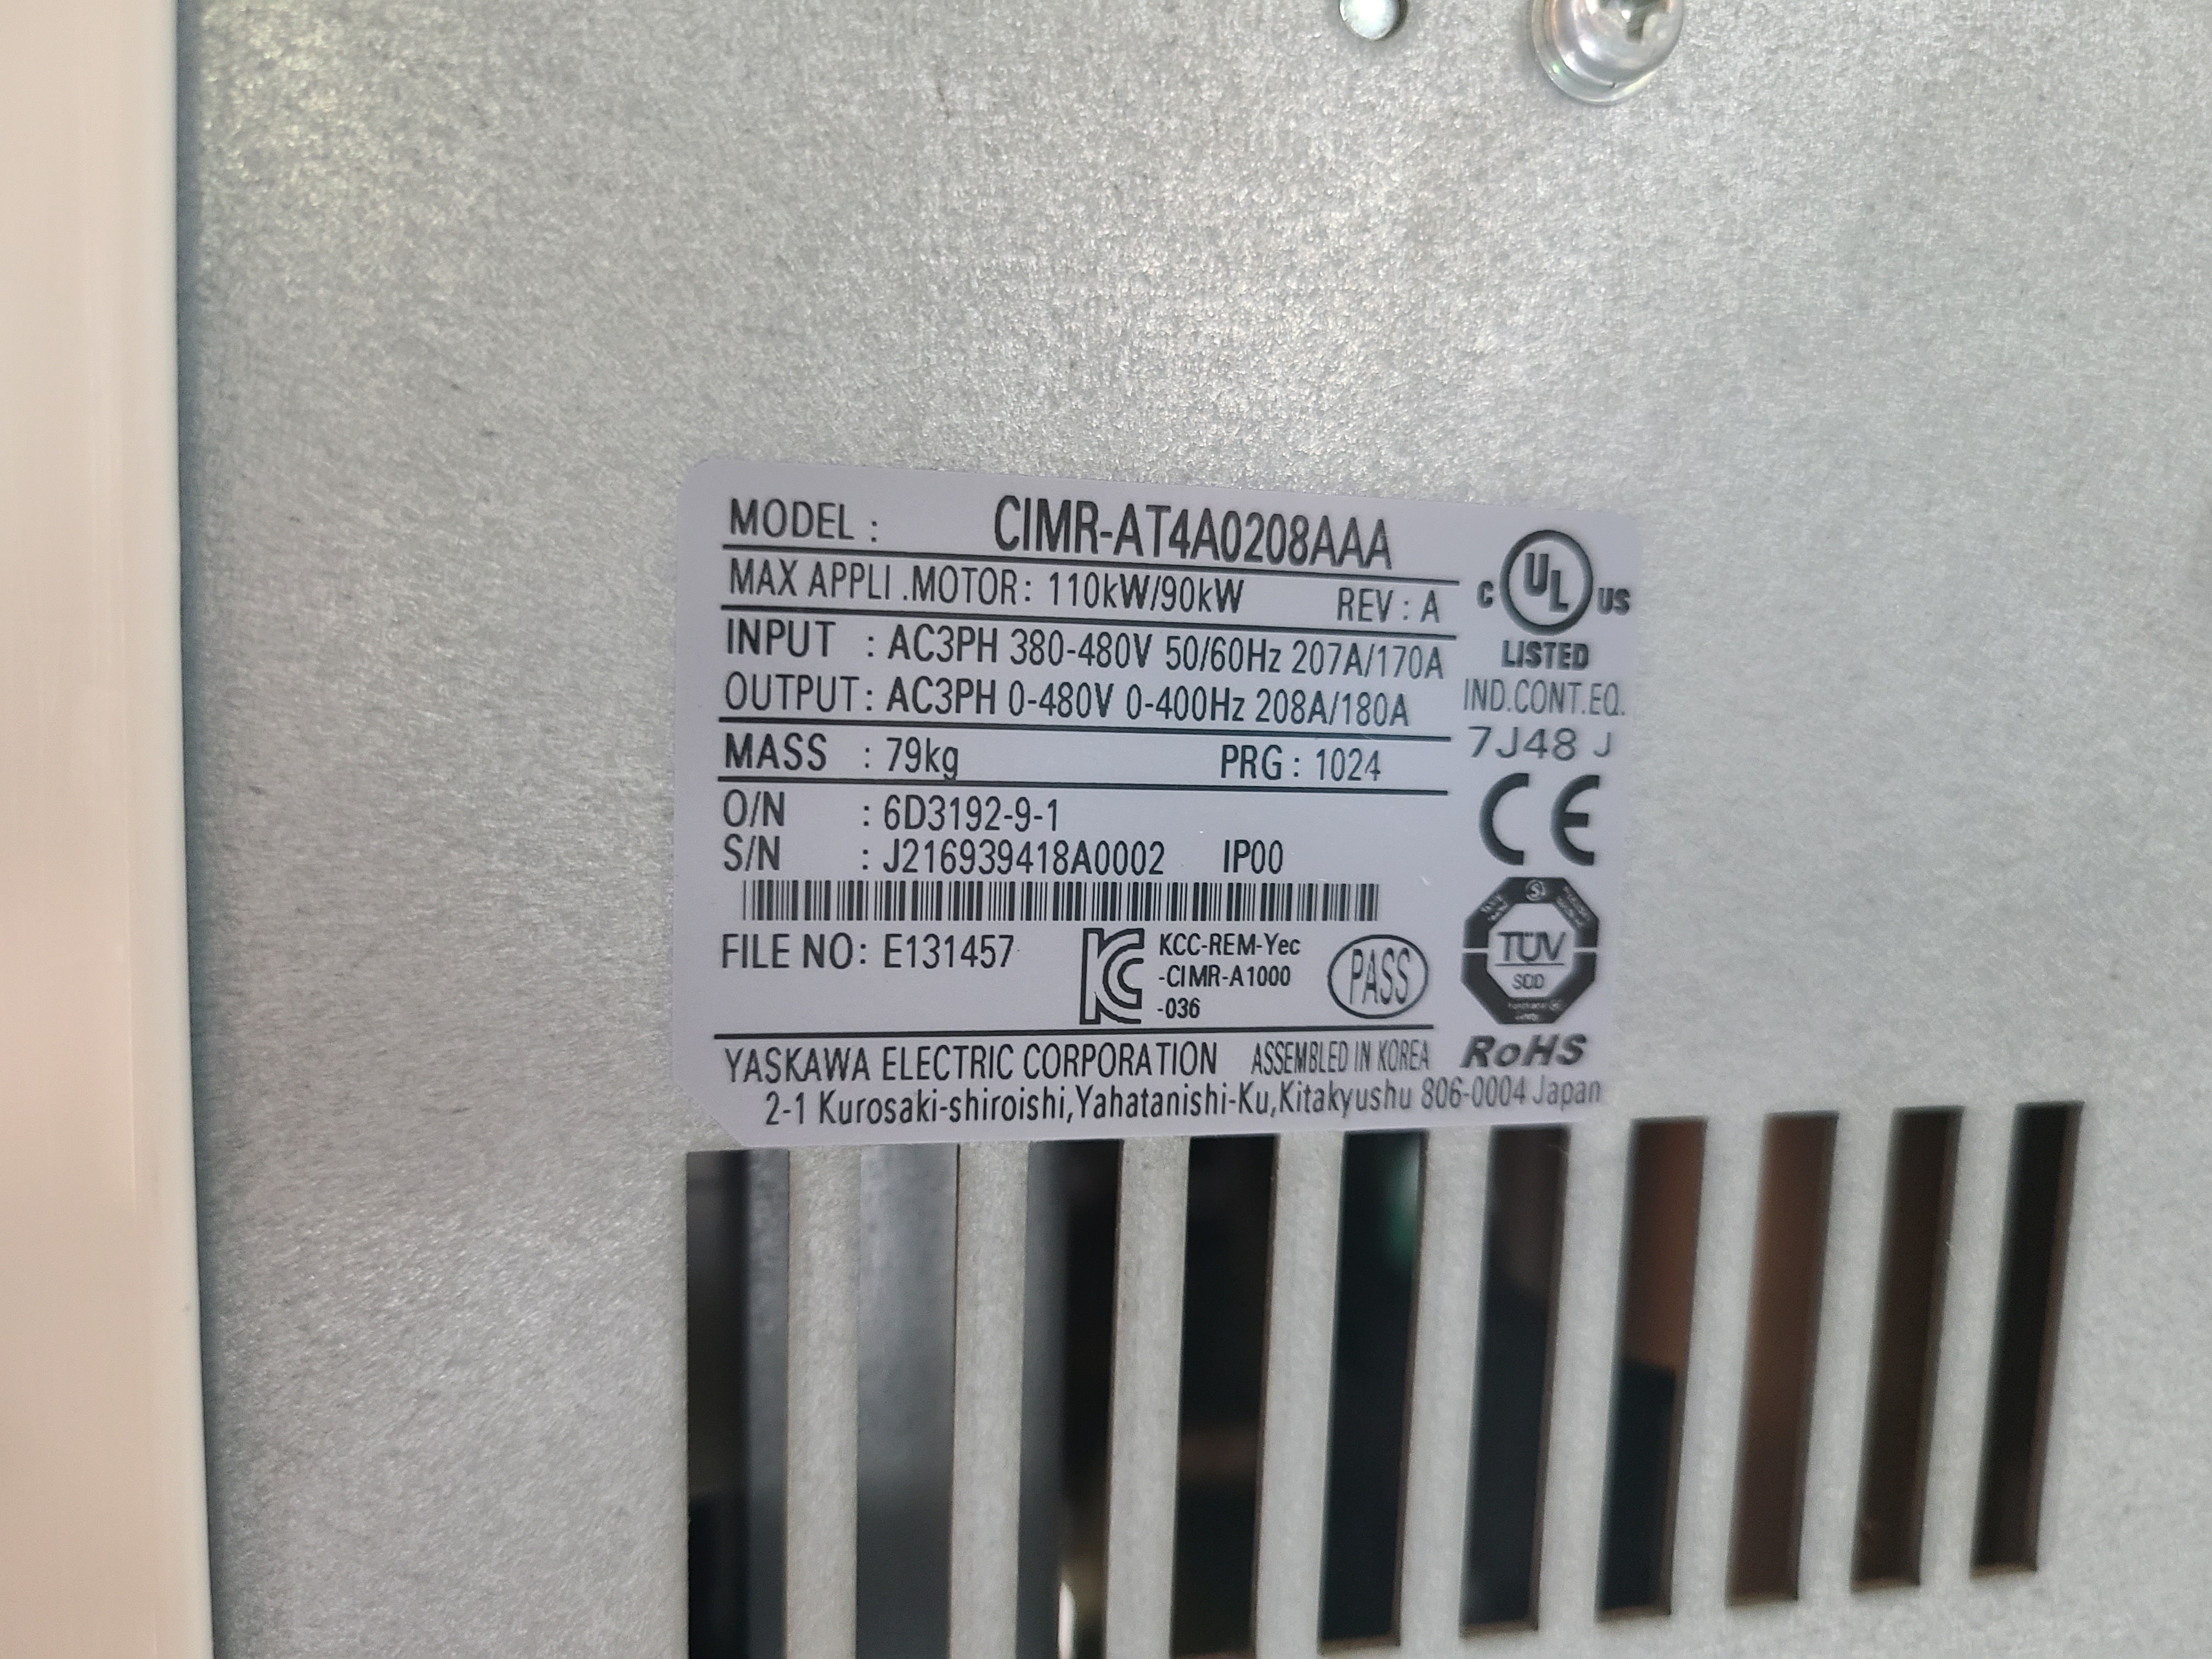 MODEL : CIMR-AT4A0208AAA
MAX APPLI .MOTOR : 110kW/90kW REV : A
INPUT : AC3PH 380-480V 50/60Hz 207A/170A
OUTPUT : AC3PH 0-480V 0-400Hz 208A/180A
MASS : 79kg PRG : 1024
O/N : 6D3192-9-1
S/N : J216939418A0002 IP00
FILE NO : E131457
KCC-REM-Yec
-CIMR-A1000
-036
PASS
YASKAWA ELECTRIC CORPORATION ASSEMBLED IN KOREA
2-1 Kurosaki-shiroishi,Yahatanishi-Ku,Kitakyushu 806-0004 Japan
C UL US
LISTED
IND.CONT.EQ.
7J48 J
CE
TÜV
RoHS